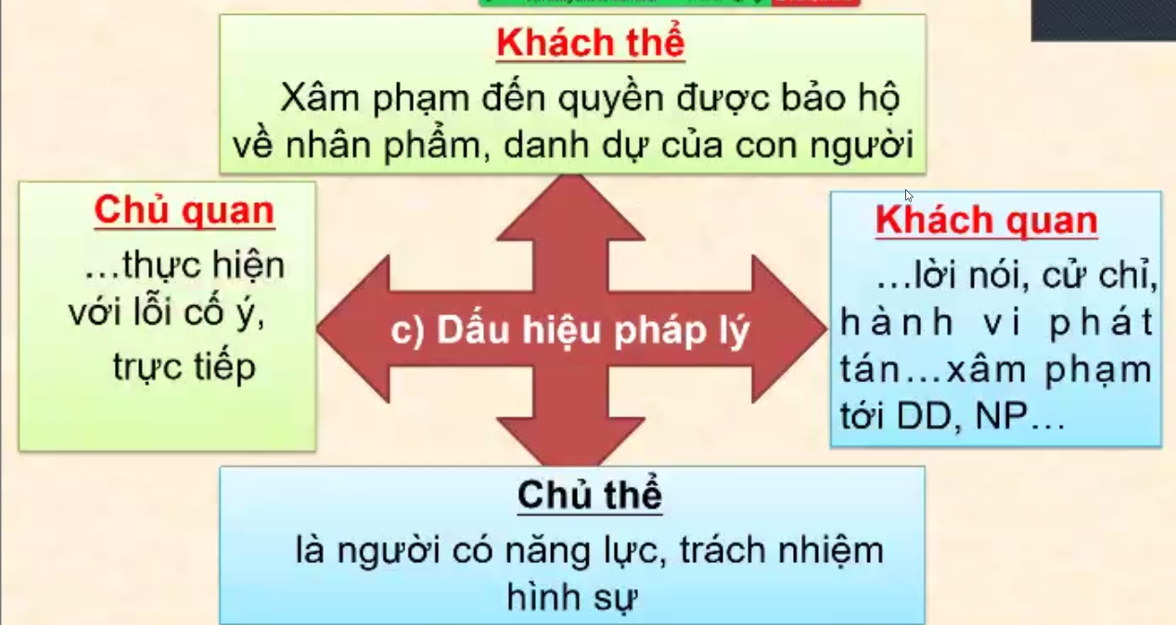 Khách thể
Xâm phạm đến quyền được bảo hộ
về nhân phẩm, danh dự của con người
Chủ quan
...thực hiện
với lỗi cố ý,
trực tiếp
c) Dấu hiệu pháp lý
Khách quan
...lời nói, cử chỉ,
hành vi phát
tán...xâm phạm
tới DD, NP...
Chủ thể
là người có năng lực, trách nhiệm
hình sự